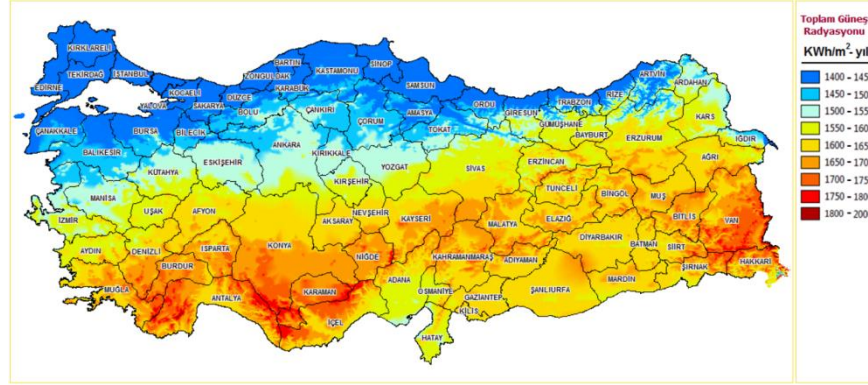 KIRKLARELİ
EDİRNE
TEKİRDAĞ
İSTANBUL
KOCAELİ
YALOVA
SAKARYA
DÜZCE
ZONGULDAK
BARTIN
KARABÜK
KASTAMONU
SİNOP
SAMSUN
BOLU
ÇANKIRI
ÇORUM
AMASYA
TOKAT
ORDU
GİRESUN
TRABZON
RİZE
ARTVİN
ARDAHAN
KARS
GÜMÜŞHANE
BAYBURT
ERZURUM
IĞDIR
AĞRI
ÇANAKKALE
BALIKESİR
BURSA
BİLECİK
ESKİŞEHİR
ANKARA
KIRIKKALE
KÜTAHYA
YOZGAT
KIRŞEHİR
SİVAS
ERZİNCAN
TUNCELİ
BİNGÖL
MUŞ
BİTLİS
VAN
MANİSA
İZMİR
UŞAK
AFYON
AKSARAY
NEVŞEHİR
KAYSERİ
MALATYA
ELAZIĞ
DİYARBAKIR
BATMAN
SİİRT
ŞIRNAK
HAKKARİ
AYDIN
DENİZLİ
ISPARTA
BURDUR
KONYA
NİĞDE
KAHRAMANMARAŞ
ADIYAMAN
MARDİN
MUĞLA
ANTALYA
KARAMAN
İÇEL
ADANA
OSMANİYE
GAZİANTEP
KİLİS
ŞANLIURFA
HATAY
Toplam Güneş
Radyasyonu
KWh/m²-yıl
1400 - 145
1450 - 150
1500 - 155
1550 - 160
1600 - 165
1650 - 170
1700 - 175
1750 - 180
1800 - 200